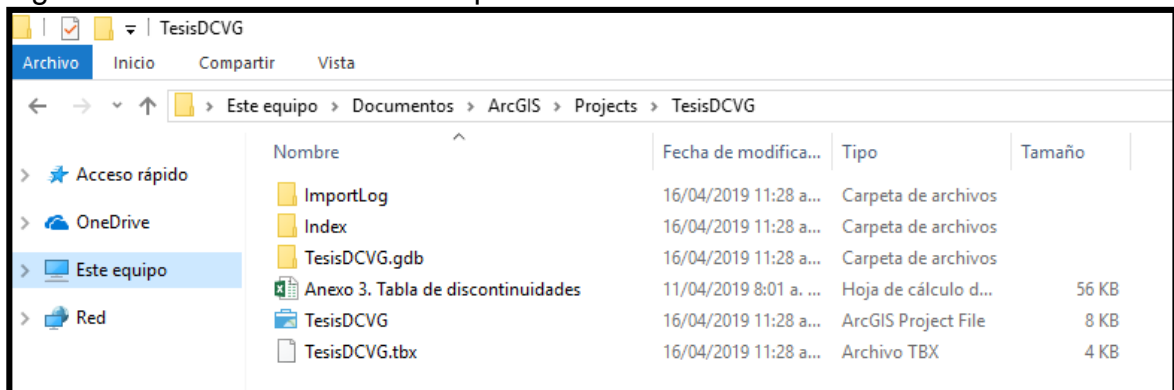 TesisDCVG
Archivo Inicio Compartir Vista
Este equipo > Documentos > ArcGIS > Projects > TesisDCVG
Nombre Fecha de modifica... Tipo Tamaño
Acceso rápido
OneDrive
Este equipo
Red
ImportLog 16/04/2019 11:28 a... Carpeta de archivos
Index 16/04/2019 11:28 a... Carpeta de archivos
TesisDCVG.gdb 16/04/2019 11:28 a... Carpeta de archivos
Anexo 3. Tabla de discontinuidades 11/04/2019 8:01 a. ... Hoja de cálculo d... 56 KB
TesisDCVG 16/04/2019 11:28 a... ArcGIS Project File 8 KB
TesisDCVG.tbx 16/04/2019 11:28 a... Archivo TBX 4 KB